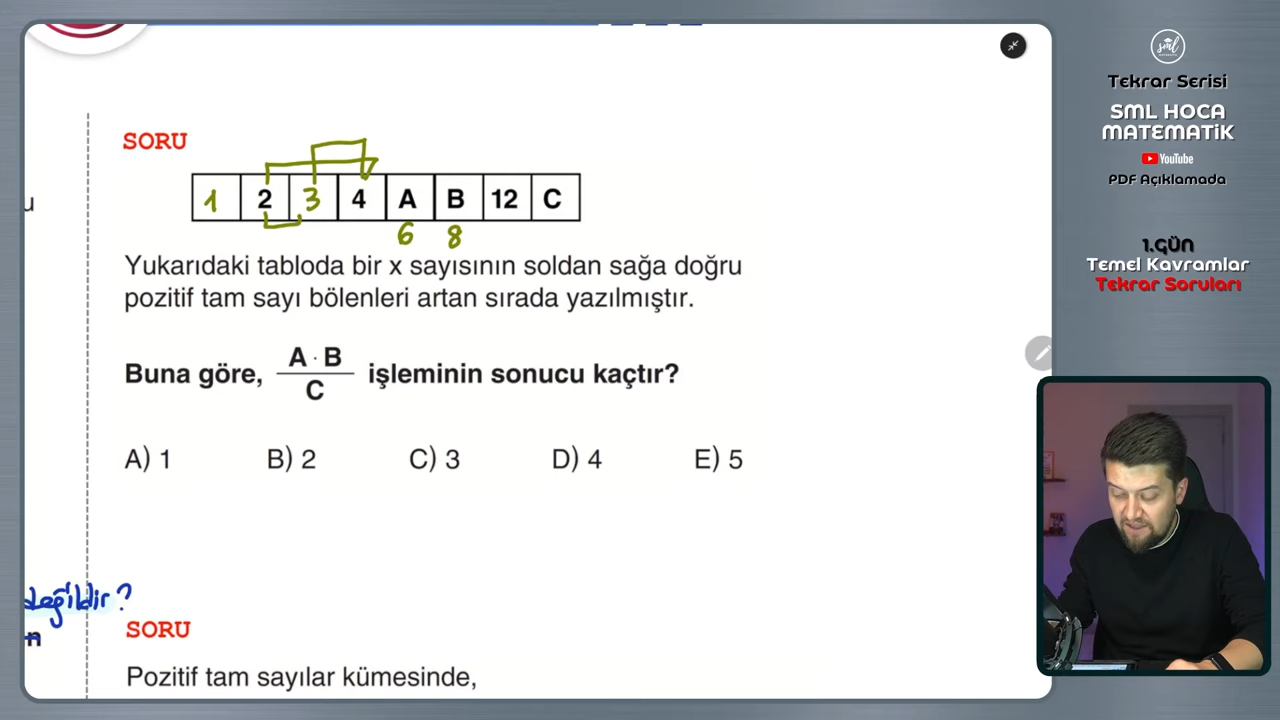 SORU
1 2 3 4 A B 12 C
6 8
Yukarıdaki tabloda bir x sayısının soldan sağa doğru
pozitif tam sayı bölenleri artan sırada yazılmıştır.
Buna göre, A · B / C işleminin sonucu kaçtır?
A) 1 B) 2 C) 3 D) 4 E) 5
değildir?
SORU
Pozitif tam sayılar kümesinde,
sml
Tekrar Serisi
SML HOCA
MATEMATİK
YouTube
PDF Açıklamada
1.GÜN
Temel Kavramlar
Tekrar Soruları